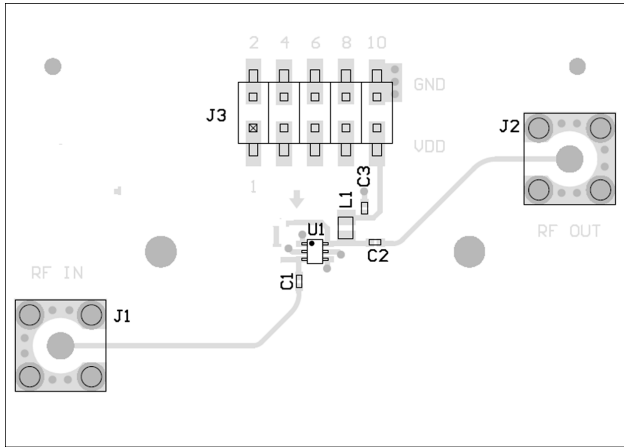 2 4 6 8 10
GND
J3
J2
VDD
1
C3
L1
U1
RF OUT
C2
RF IN
C1
J1